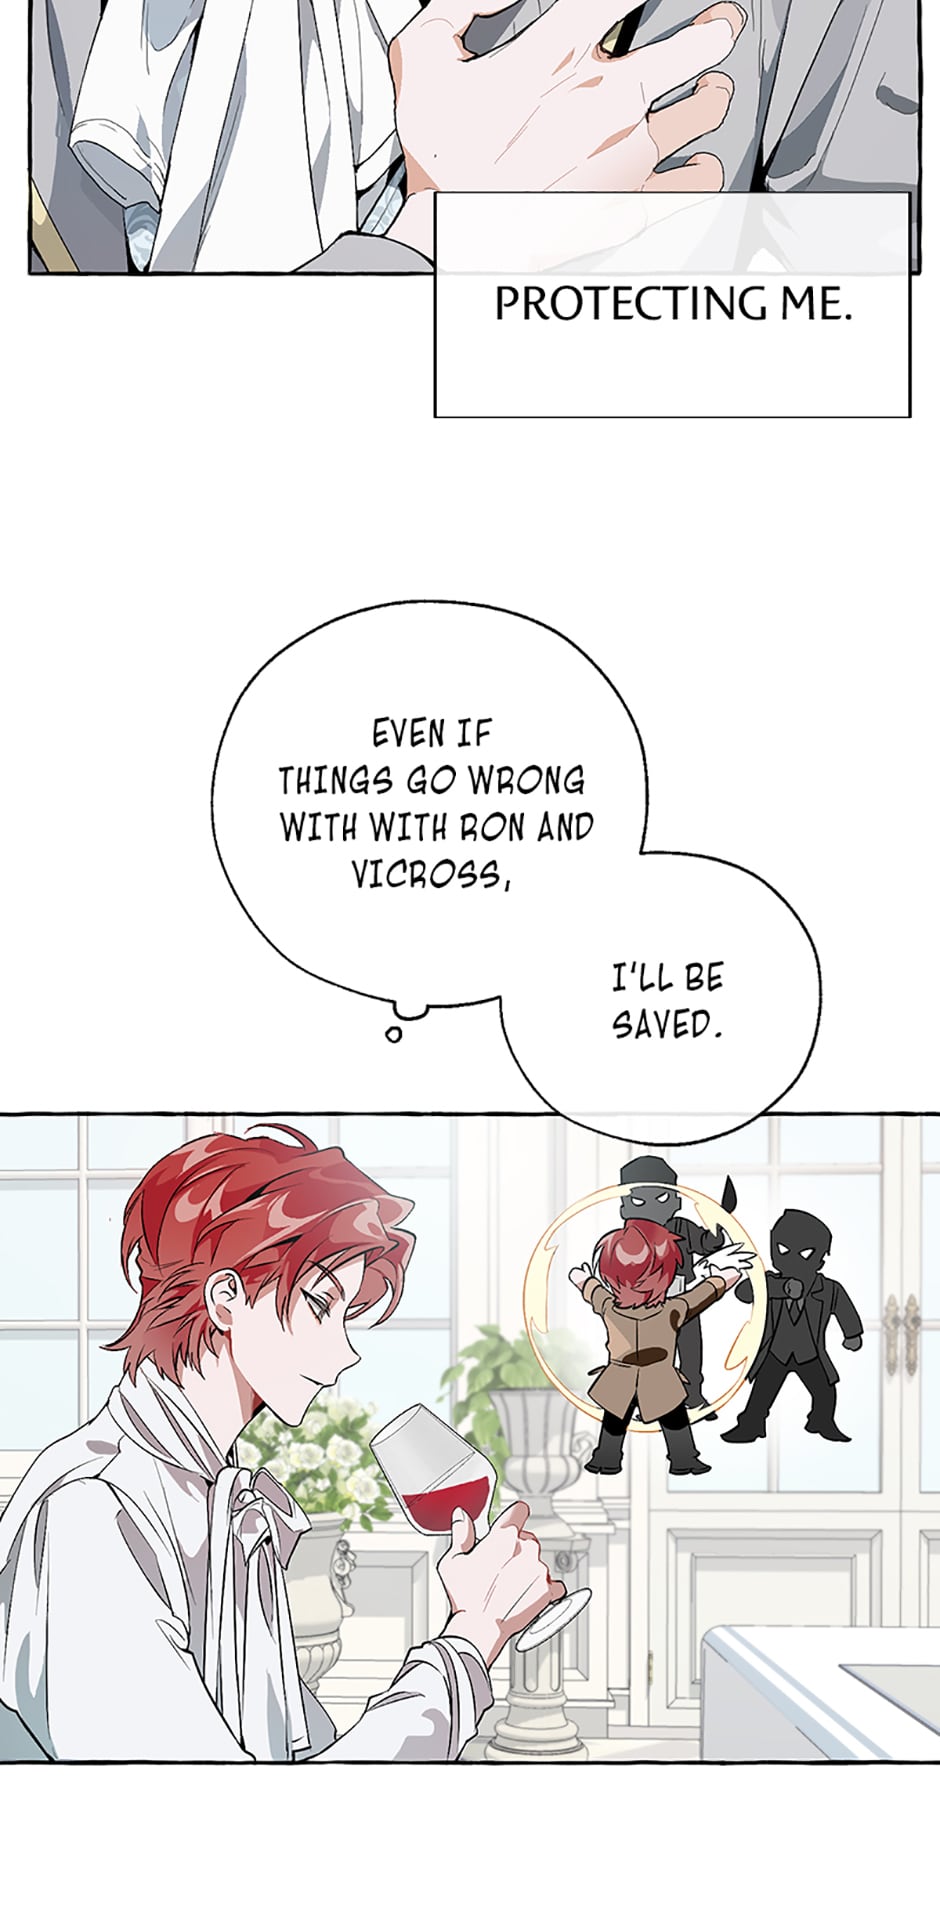 PROTECTING ME.
EVEN IF
THINGS GO WRONG
WITH WITH RON AND
VICROSS,
I'LL BE
SAVED.